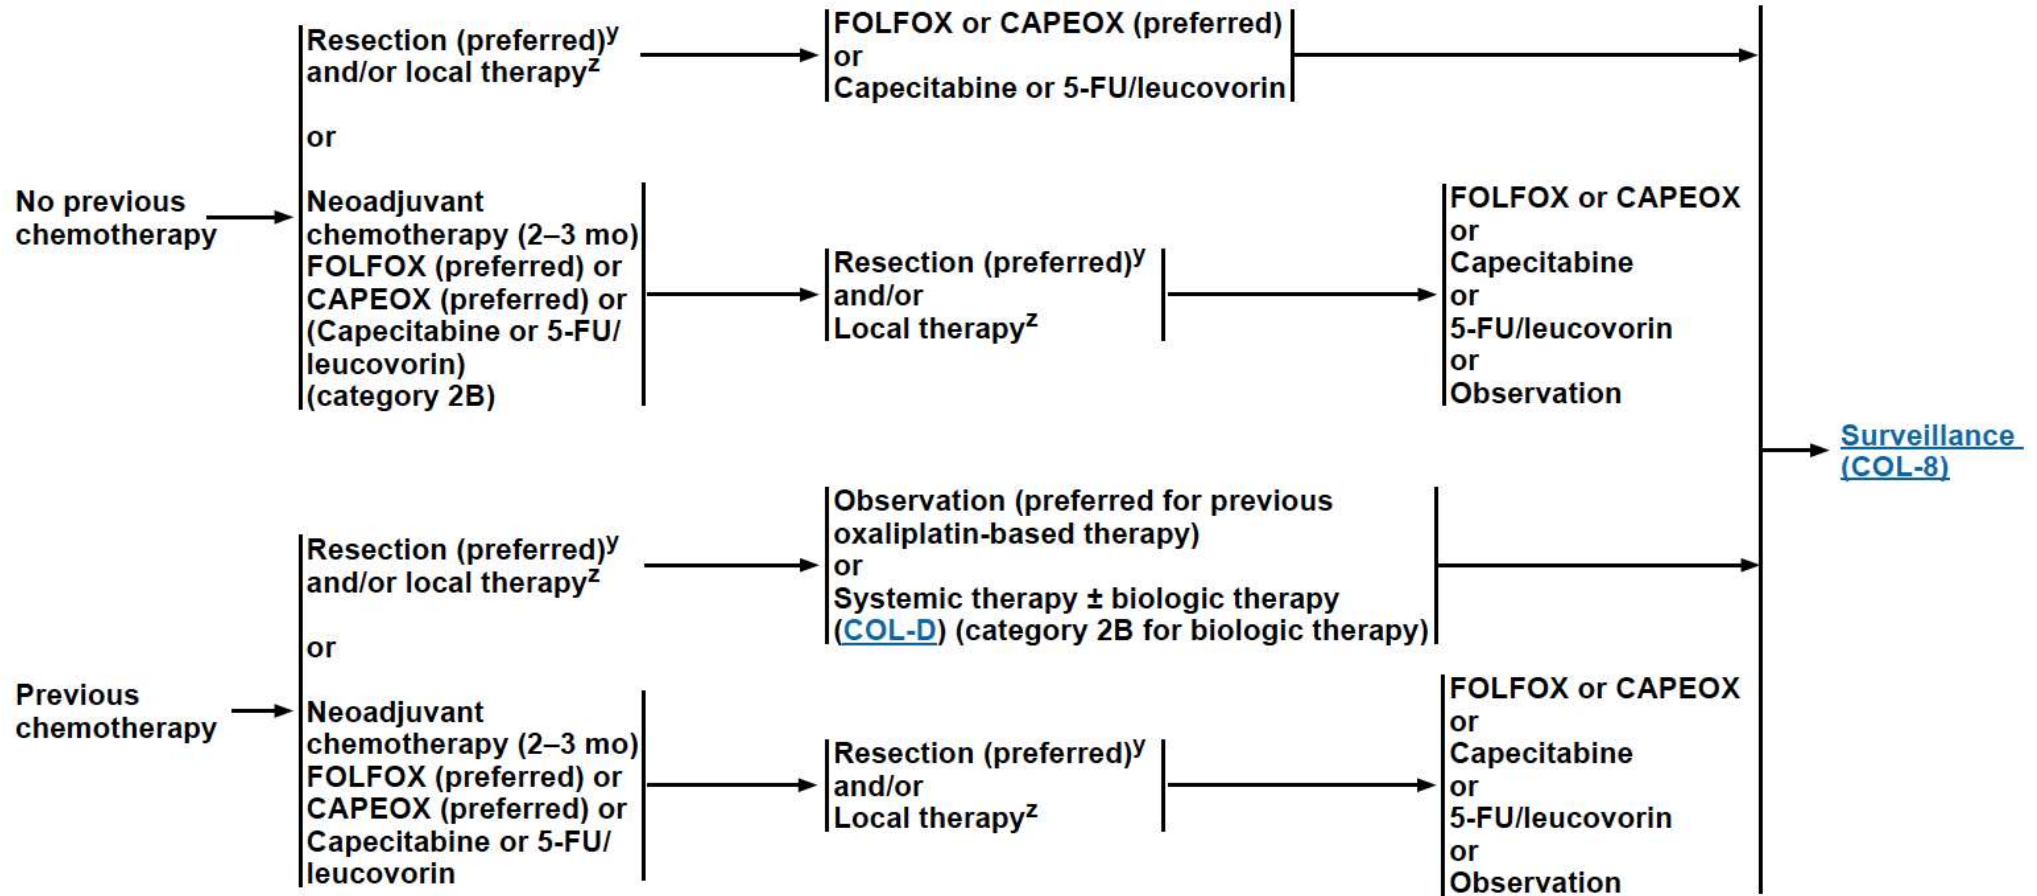 No previous
chemotherapy
Resection (preferred)y
and/or local therapyz
or
Neoadjuvant
chemotherapy (2–3 mo)
FOLFOX (preferred) or
CAPEOX (preferred) or
(Capecitabine or 5-FU/
leucovorin)
(category 2B)
FOLFOX or CAPEOX (preferred)
or
Capecitabine or 5-FU/leucovorin
Resection (preferred)y
and/or
Local therapyz
FOLFOX or CAPEOX
or
Capecitabine
or
5-FU/leucovorin
or
Observation
Previous
chemotherapy
Resection (preferred)y
and/or local therapyz
or
Neoadjuvant
chemotherapy (2–3 mo)
FOLFOX (preferred) or
CAPEOX (preferred) or
Capecitabine or 5-FU/
leucovorin
Observation (preferred for previous
oxaliplatin-based therapy)
or
Systemic therapy ± biologic therapy
(COL-D) (category 2B for biologic therapy)
Resection (preferred)y
and/or
Local therapyz
FOLFOX or CAPEOX
or
Capecitabine
or
5-FU/leucovorin
or
Observation
Surveillance
(COL-8)